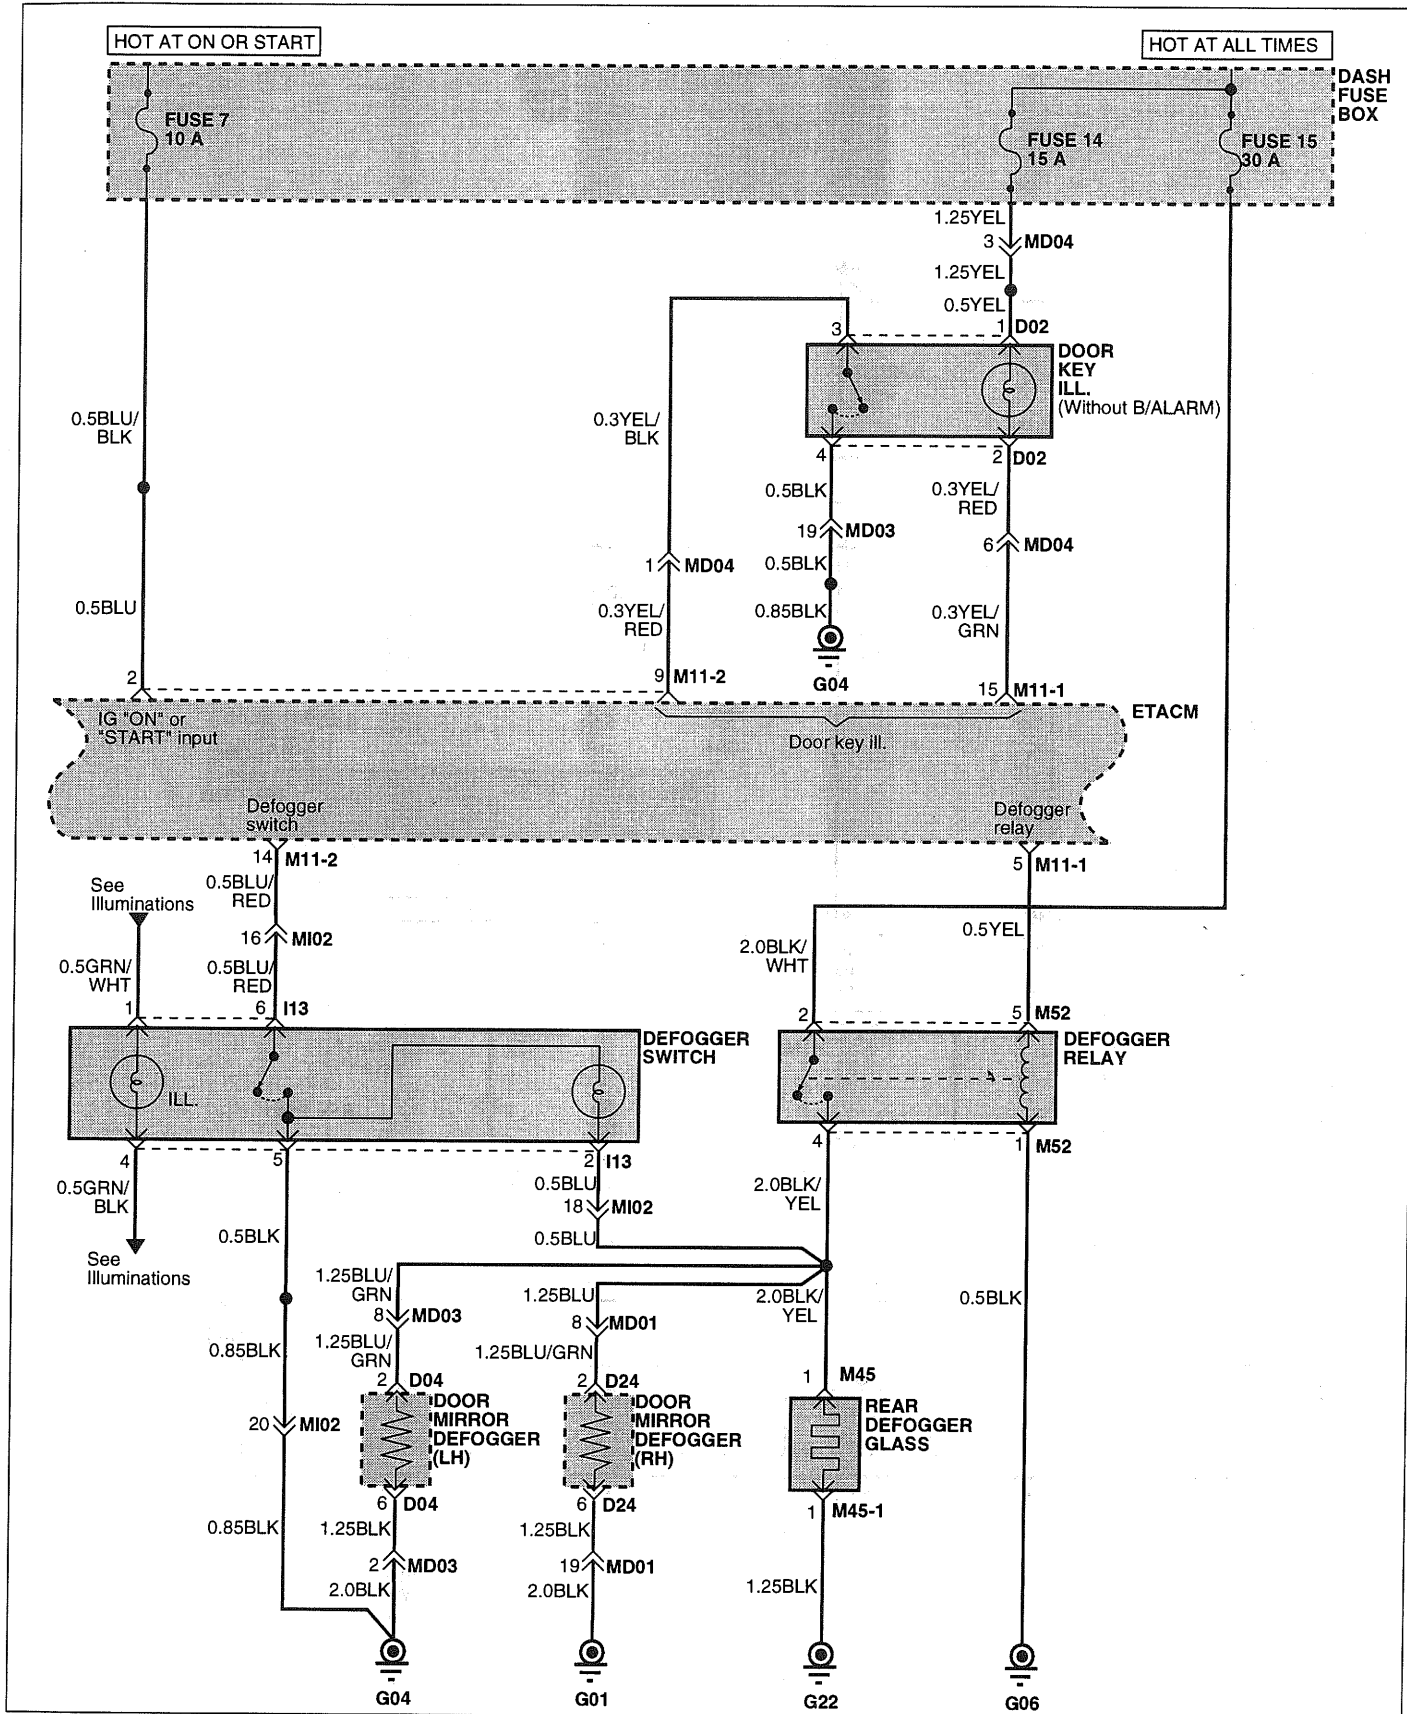 HOT AT ON OR START
HOT AT ALL TIMES
DASH
FUSE
BOX
FUSE 7
10 A
FUSE 14
15 A
FUSE 15
30 A
1.25YEL
3
MD04
1.25YEL
0.5YEL
3
1
D02
DOOR
KEY
ILL.
(Without B/ALARM)
0.5BLU/
BLK
0.3YEL/
BLK
4
2
D02
0.5BLK
0.3YEL/
RED
19
MD03
6
MD04
1
MD04
0.5BLK
0.5BLU
0.3YEL/
RED
0.85BLK
0.3YEL/
GRN
G04
2
9
M11-2
15
M11-1
ETACM
IG "ON" or
"START" input
Door key ill.
Defogger
switch
Defogger
relay
14
M11-2
5
M11-1
See
Illuminations
0.5BLU/
RED
16
MI02
0.5YEL
2.0BLK/
WHT
0.5GRN/
WHT
0.5BLU/
RED
1
6
I13
2
5
M52
DEFOGGER
SWITCH
DEFOGGER
RELAY
ILL.
4
5
2
I13
4
1
M52
0.5GRN/
BLK
0.5BLU
18
MI02
0.5BLU
2.0BLK/
YEL
0.5BLK
See
Illuminations
1.25BLU/
GRN
8
MD03
1.25BLU
8
MD01
2.0BLK/
YEL
0.5BLK
0.85BLK
1.25BLU/
GRN
1.25BLU/GRN
2
D04
2
D24
1
M45
DOOR
MIRROR
DEFOGGER
(LH)
DOOR
MIRROR
DEFOGGER
(RH)
REAR
DEFOGGER
GLASS
20
MI02
6
D04
6
D24
1
M45-1
0.85BLK
1.25BLK
1.25BLK
2
MD03
19
MD01
2.0BLK
2.0BLK
1.25BLK
G04
G01
G22
G06